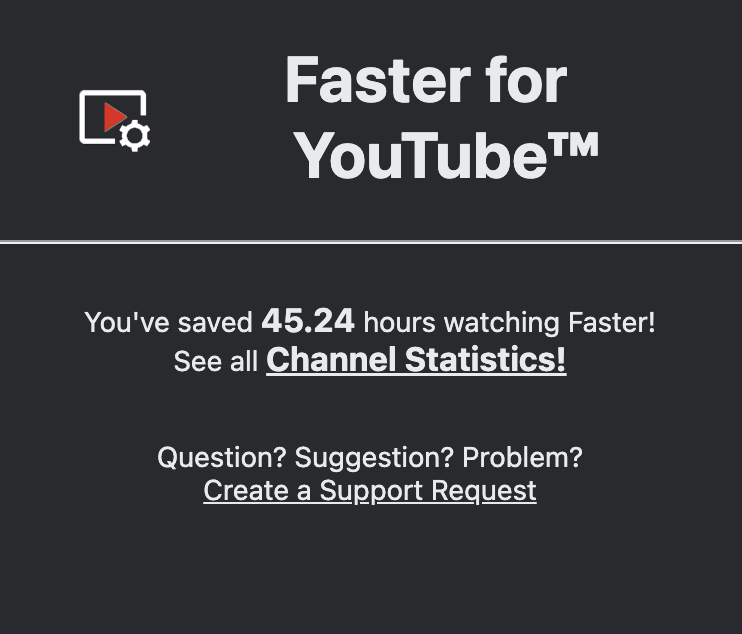 Faster for
YouTube™
You've saved 45.24 hours watching Faster!
See all Channel Statistics!
Question? Suggestion? Problem?
Create a Support Request